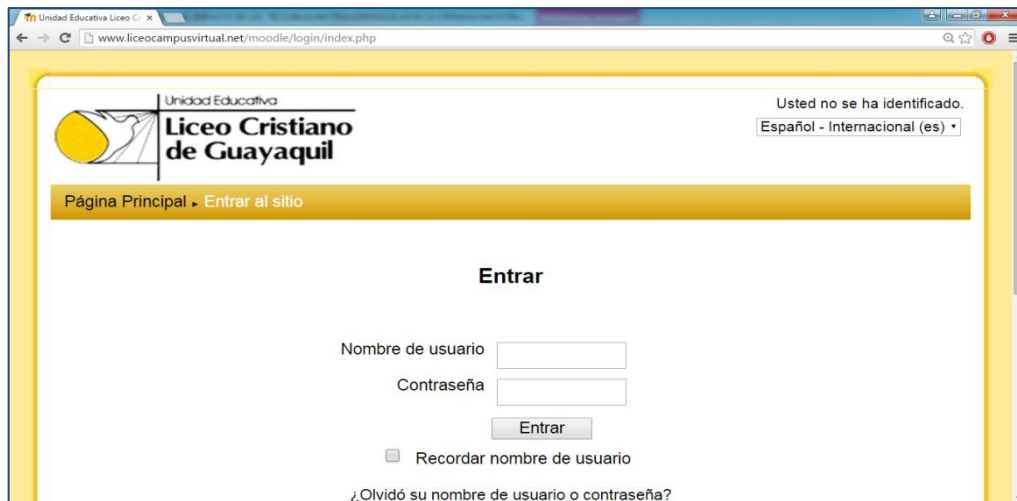 Unidad Educativa Liceo C
www.liceocampusvirtual.net/moodle/login/index.php
Unidad Educativa
Liceo Cristiano
de Guayaquil
Usted no se ha identificado.
Español - Internacional (es)
Página Principal ▸ Entrar al sitio
Entrar
Nombre de usuario
Contraseña
Entrar
Recordar nombre de usuario
¿Olvidó su nombre de usuario o contraseña?